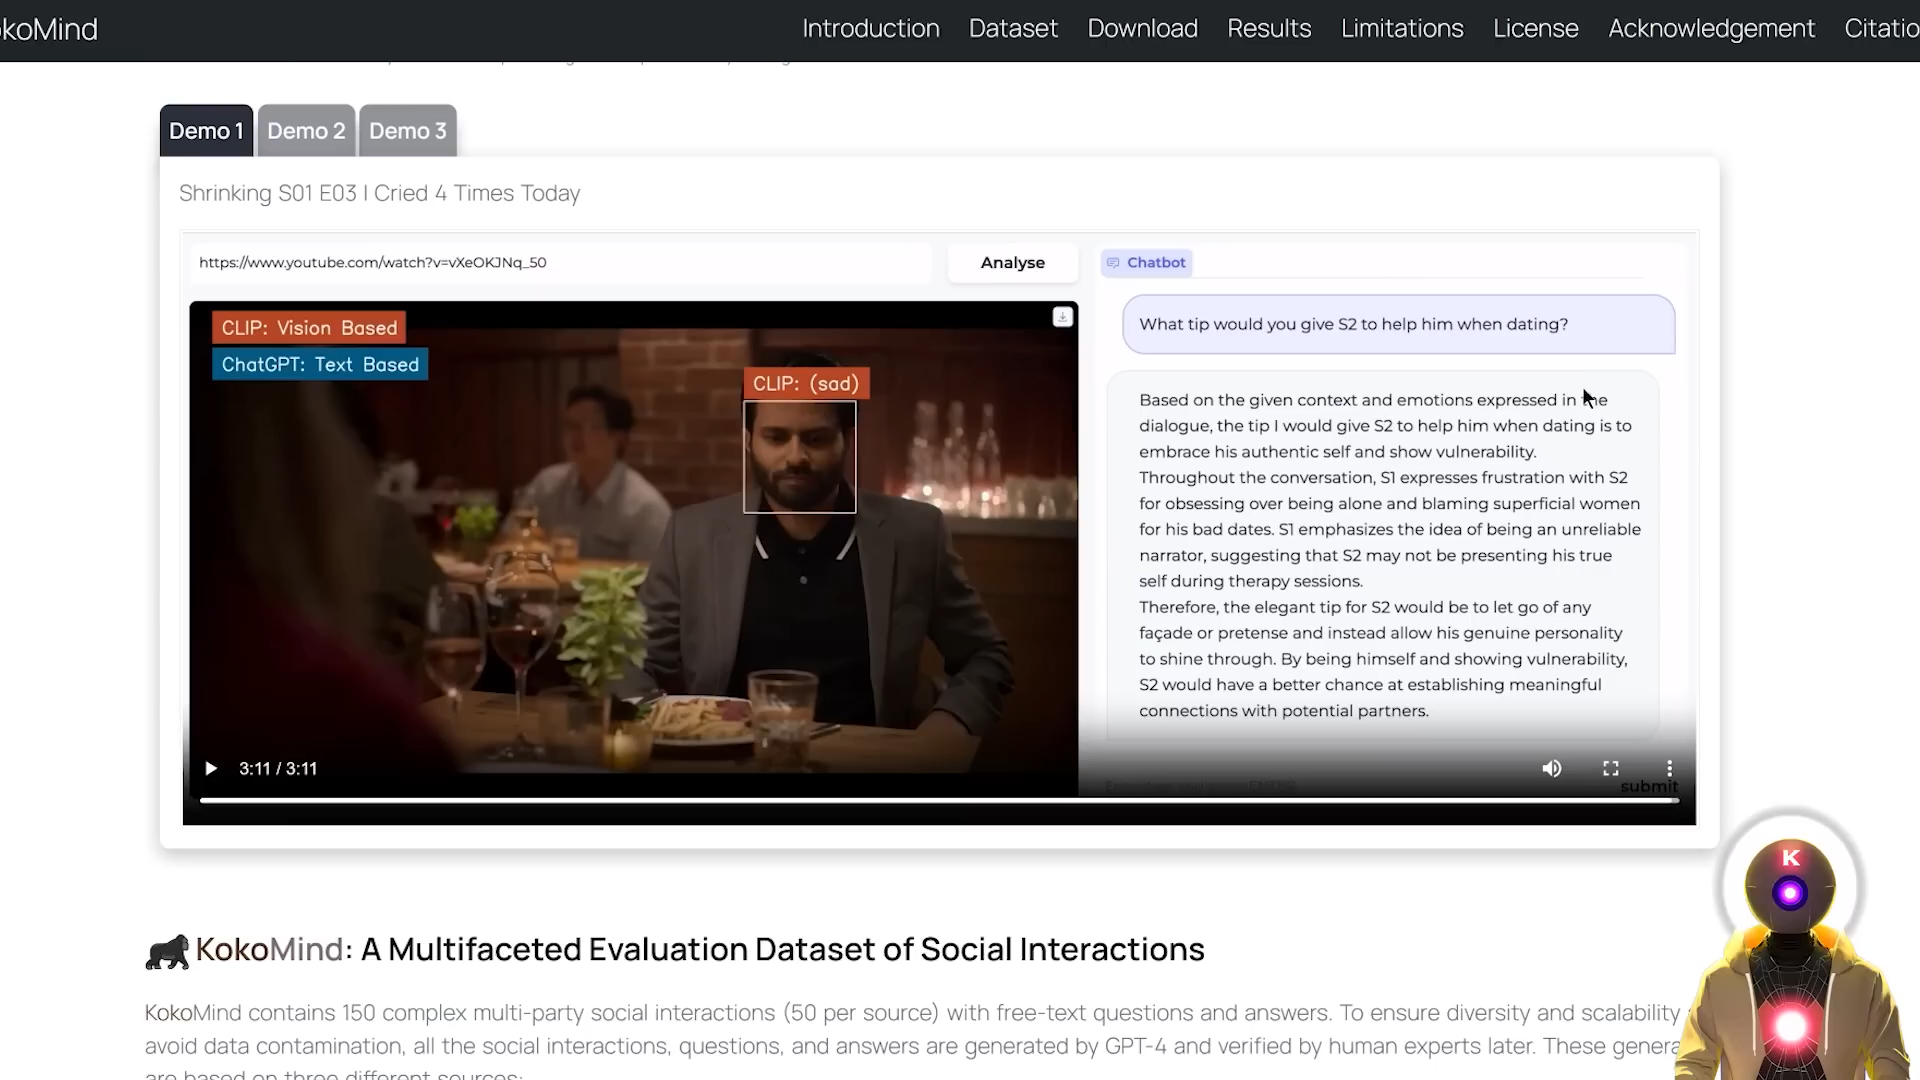 okoMind
Introduction Dataset Download Results Limitations License Acknowledgement Citatio
Demo 1 Demo 2 Demo 3
Shrinking S01 E03 | Cried 4 Times Today
https://www.youtube.com/watch?v=vXeOKJNq_50
Analyse
Chatbot
CLIP: Vision Based
ChatGPT: Text Based
CLIP: (sad)
What tip would you give S2 to help him when dating?
Based on the given context and emotions expressed in the
dialogue, the tip I would give S2 to help him when dating is to
embrace his authentic self and show vulnerability.
Throughout the conversation, S1 expresses frustration with S2
for obsessing over being alone and blaming superficial women
for his bad dates. S1 emphasizes the idea of being an unreliable
narrator, suggesting that S2 may not be presenting his true
self during therapy sessions.
Therefore, the elegant tip for S2 would be to let go of any
façade or pretense and instead allow his genuine personality
to shine through. By being himself and showing vulnerability,
S2 would have a better chance at establishing meaningful
connections with potential partners.
3:11 / 3:11
submit
K
KokoMind: A Multifaceted Evaluation Dataset of Social Interactions
KokoMind contains 150 complex multi-party social interactions (50 per source) with free-text questions and answers. To ensure diversity and scalability
avoid data contamination, all the social interactions, questions, and answers are generated by GPT-4 and verified by human experts later. These genera
are based on three different sources: